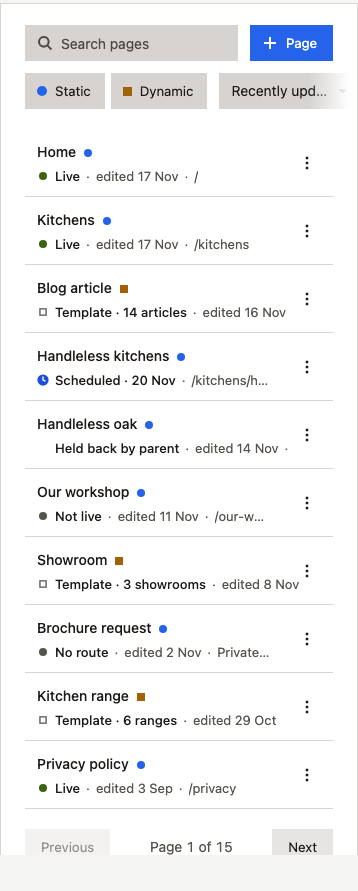 Search pages
Page
Static Dynamic Recently upd...
Home
Live · edited 17 Nov · /
Kitchens
Live · edited 17 Nov · /kitchens
Blog article
Template · 14 articles · edited 16 Nov
Handleless kitchens
Scheduled · 20 Nov · /kitchens/h...
Handleless oak
Held back by parent · edited 14 Nov ·
Our workshop
Not live · edited 11 Nov · /our-w...
Showroom
Template · 3 showrooms · edited 8 Nov
Brochure request
No route · edited 2 Nov · Private...
Kitchen range
Template · 6 ranges · edited 29 Oct
Privacy policy
Live · edited 3 Sep · /privacy
Previous Page 1 of 15 Next